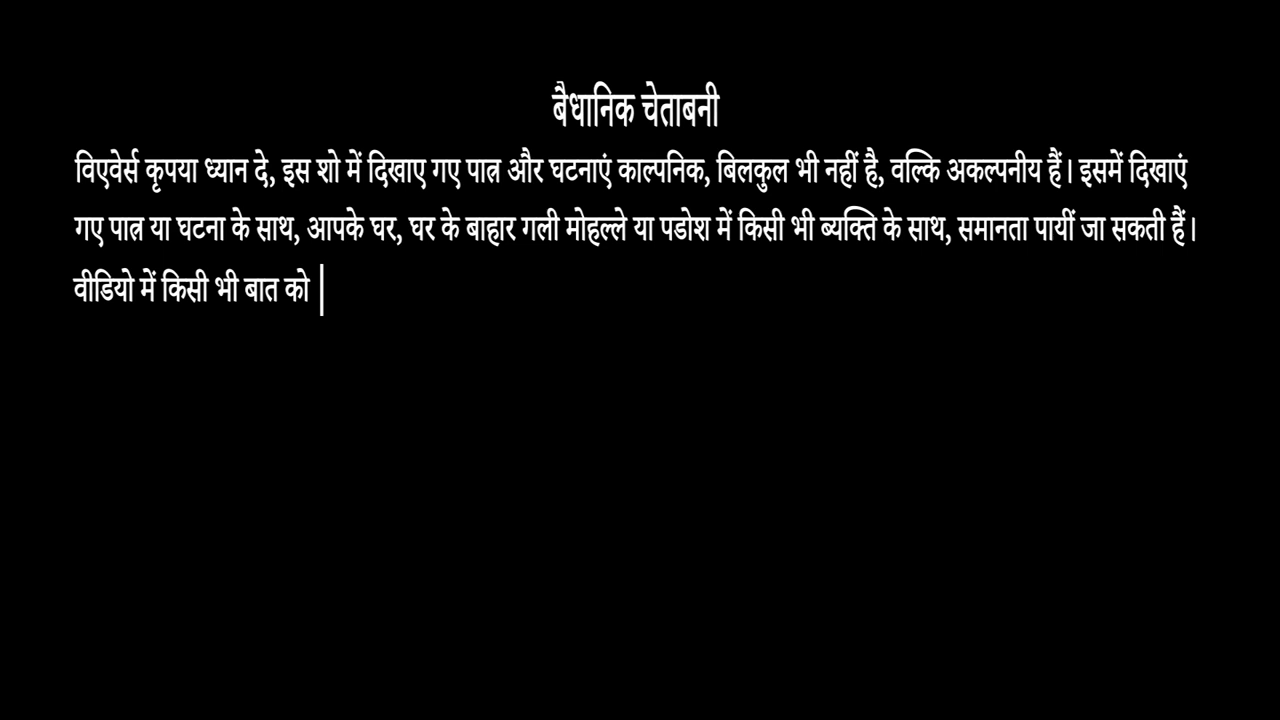 बैधानिक चेताबनी
विएवेर्स कृपया ध्यान दे, इस शो में दिखाए गए पात्र और घटनाएं काल्पनिक, बिलकुल भी नहीं है, वल्कि अकल्पनीय हैं। इसमें दिखाएं
गए पात्र या घटना के साथ, आपके घर, घर के बाहार गली मोहल्ले या पडोश में किसी भी ब्यक्ति के साथ, समानता पायीं जा सकती हैं।
वीडियो में किसी भी बात को